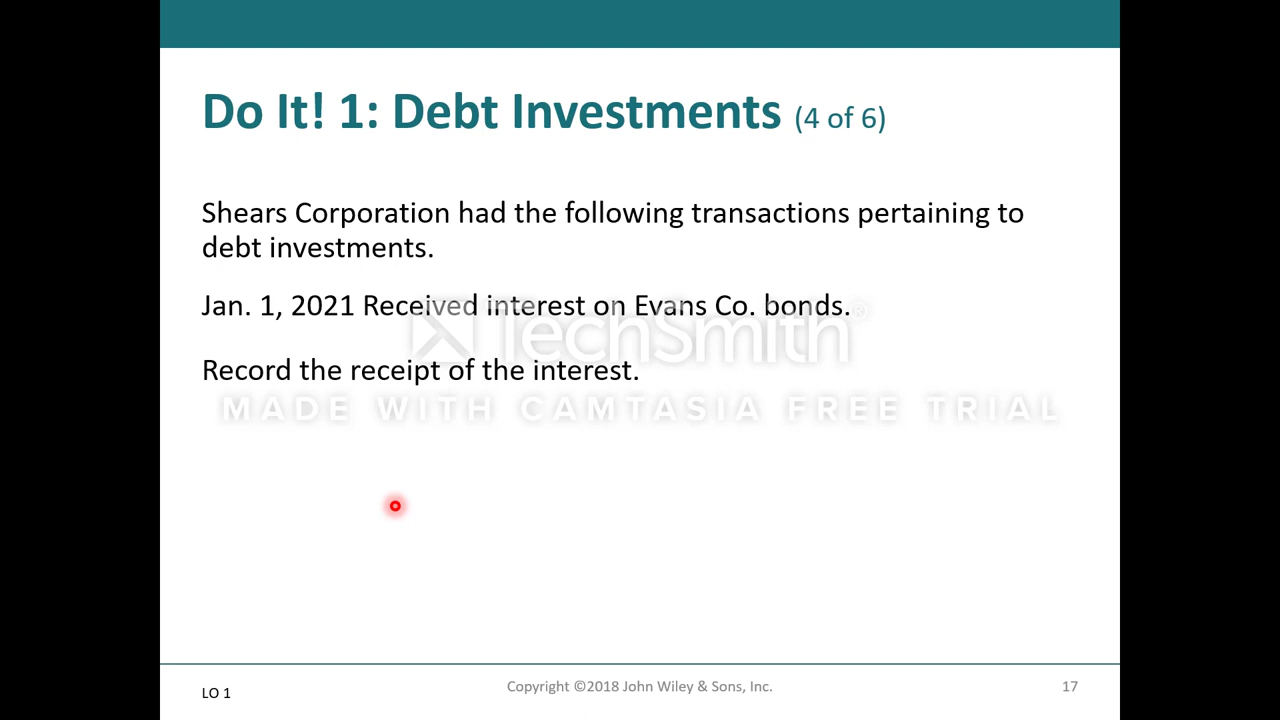 Do It! 1: Debt Investments (4 of 6)
Shears Corporation had the following transactions pertaining to
debt investments.
Jan. 1, 2021 Received interest on Evans Co. bonds.
TechSmith®
Record the receipt of the interest.
MADE WITH CAMTASIA FREE TRIAL
LO 1
Copyright ©2018 John Wiley & Sons, Inc.
17